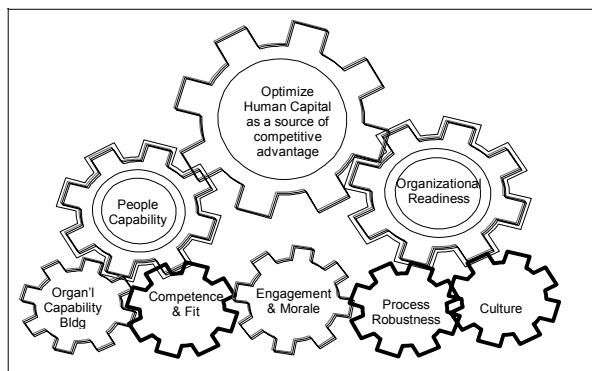 Optimize
Human Capital
as a source of
competitive
advantage
People
Capability
Organizational
Readiness
Organ'l
Capability
Bldg
Competence
& Fit
Engagement
& Morale
Process
Robustness
Culture